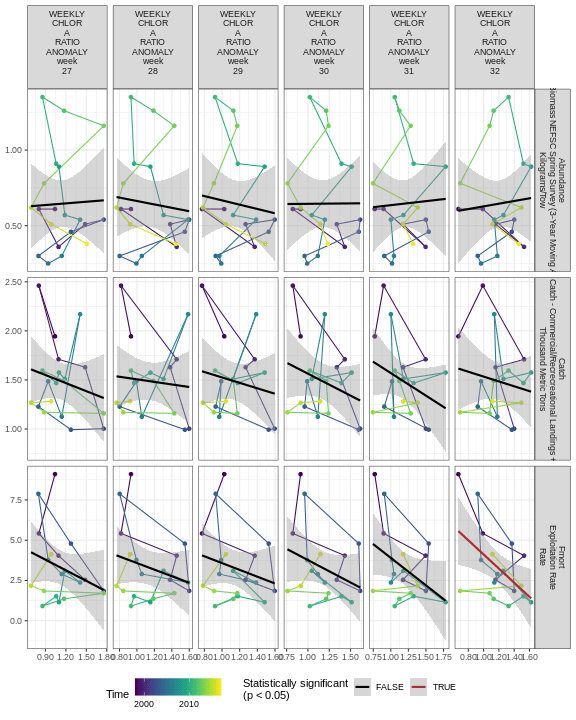 WEEKLY
CHLOR
A
RATIO
ANOMALY
week
27
WEEKLY
CHLOR
A
RATIO
ANOMALY
week
28
WEEKLY
CHLOR
A
RATIO
ANOMALY
week
29
WEEKLY
CHLOR
A
RATIO
ANOMALY
week
30
WEEKLY
CHLOR
A
RATIO
ANOMALY
week
31
WEEKLY
CHLOR
A
RATIO
ANOMALY
week
32
1.00
0.50
Abundance
NEFSC Spring Survey (3-Year Moving
Kilograms/Tow
2.50
2.00
1.50
1.00
Catch
Catch - Commercial/Recreational Landings +
Thousand Metric Tons
7.5
5.0
2.5
0.0
Fmort
Exploitation Rate
Rate
0.90 1.20 1.50 1.80
0.80 1.00 1.20 1.40 1.60
0.80 1.00 1.20 1.40 1.60
0.75 1.00 1.25 1.50
0.75 1.00 1.25 1.50 1.75
0.80 1.00 1.20 1.40 1.60
Time
2000 2010
Statistically significant
(p < 0.05)
FALSE
TRUE